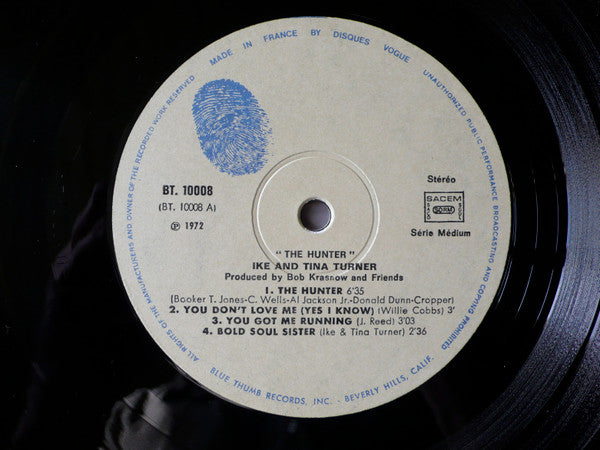 MADE IN FRANCE BY DISQUES VOGUE
UNAUTHORIZED PUBLIC PERFORMANCE BROADCASTING AND COPYING PROHIBITED
ALL RIGHTS OF THE MANUFACTURERS AND OWNER OF THE RECORDED WORK RESERVED
BT. 10008
(BT. 10008 A)
℗ 1972
Stéréo
SACEM
SDRM
Série Médium
"THE HUNTER"
IKE AND TINA TURNER
Produced by Bob Krasnow and Friends
1. THE HUNTER 6'35
(Booker T. Jones-C. Wells-Al Jackson Jr-Donald Dunn-Cropper)
2. YOU DON'T LOVE ME (YES I KNOW) (Willie Cobbs) 3'
3. YOU GOT ME RUNNING (J. Reed) 3'03
4. BOLD SOUL SISTER (Ike & Tina Turner) 2'36
BLUE THUMB RECORDS, INC. - BEVERLY HILLS, CALIF.